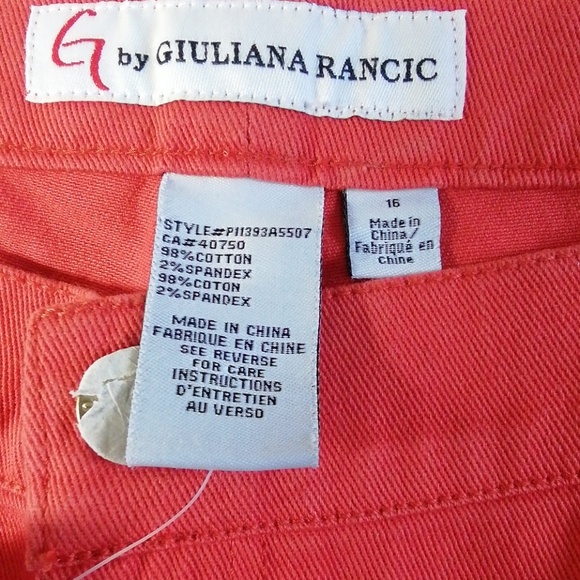 G by GIULIANA RANCIC
STYLE#P11393A5507
CA#40750
98%COTTON
2%SPANDEX
98%COTON
2%SPANDEX
MADE IN CHINA
FABRIQUE EN CHINE
SEE REVERSE
FOR CARE
INSTRUCTIONS
D'ENTRETIEN
AU VERSO
16
Made in
China/
Fabriqué en
Chine